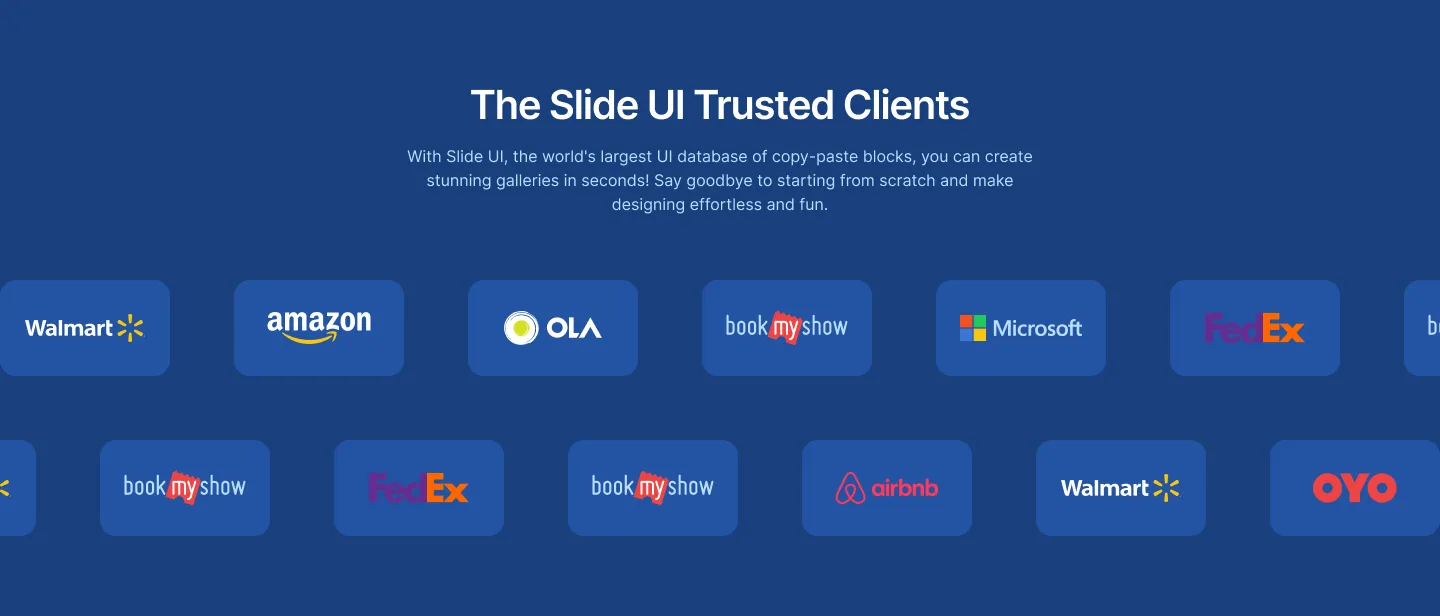 The Slide UI Trusted Clients
With Slide UI, the world's largest UI database of copy-paste blocks, you can create
stunning galleries in seconds! Say goodbye to starting from scratch and make
designing effortless and fun.
Walmart
amazon
OLA
bookmyshow
Microsoft
FedEx
bookmyshow
FedEx
bookmyshow
airbnb
Walmart
OYO